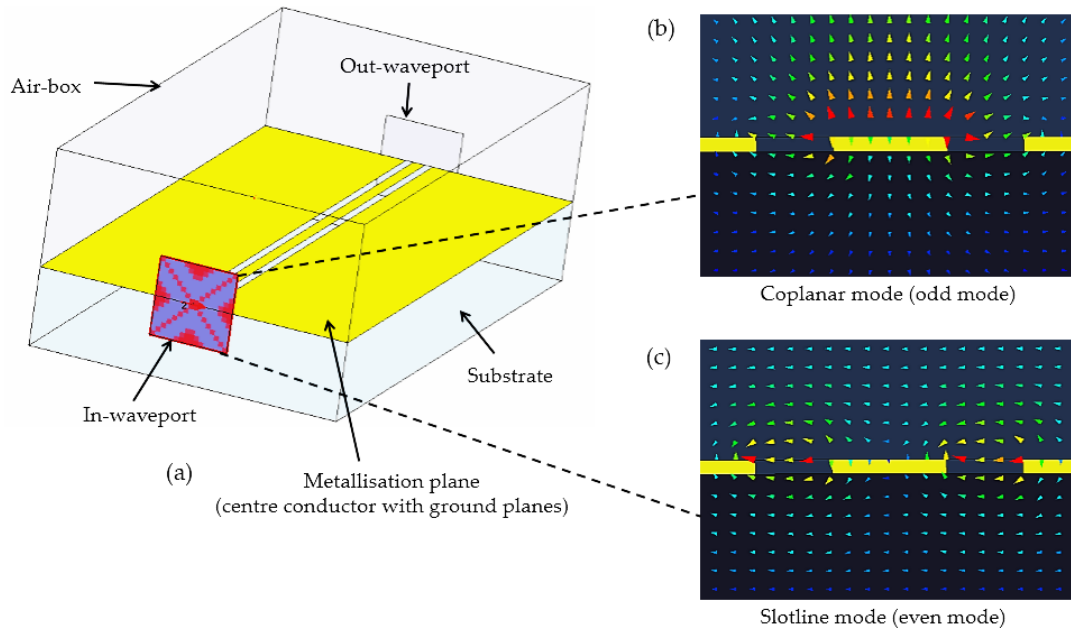 Air-box
Out-waveport
z
In-waveport
Substrate
(a)
Metallisation plane
(centre conductor with ground planes)
(b)
Coplanar mode (odd mode)
(c)
Slotline mode (even mode)